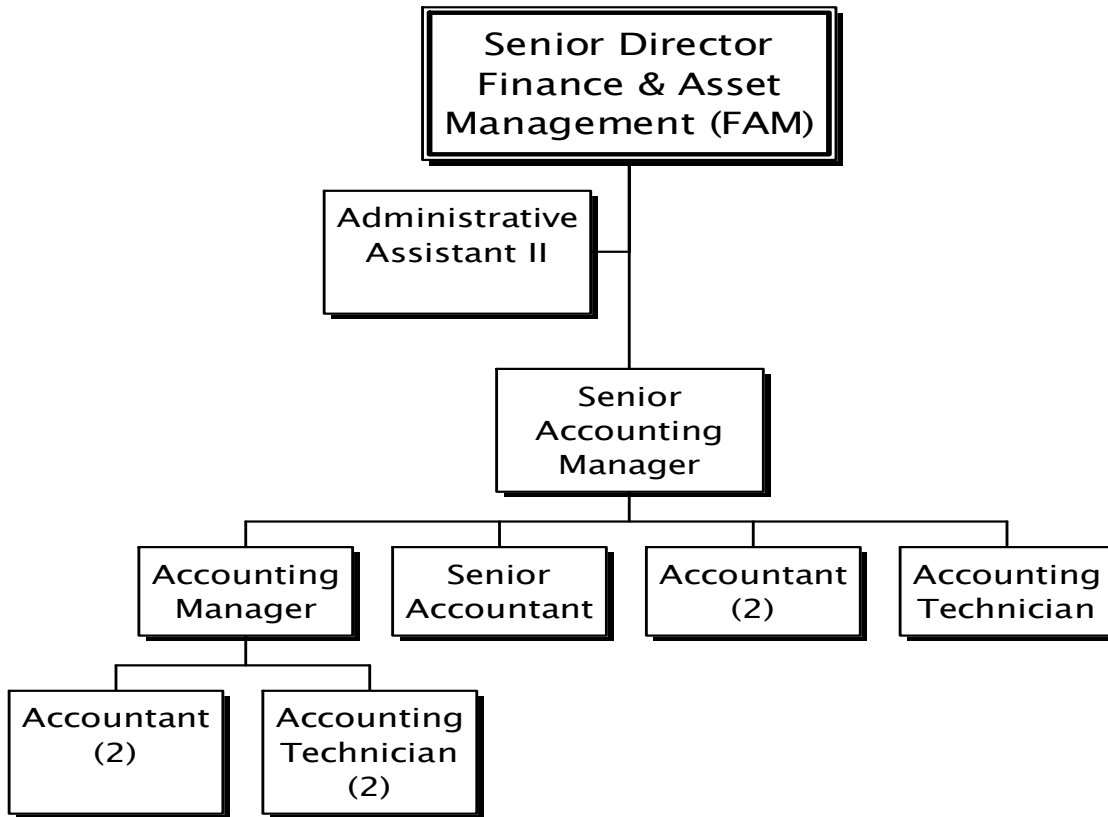 Senior Director
Finance & Asset
Management (FAM)
Administrative
Assistant II
Senior
Accounting
Manager
Accounting
Manager
Senior
Accountant
Accountant
(2)
Accounting
Technician
Accountant
(2)
Accounting
Technician
(2)